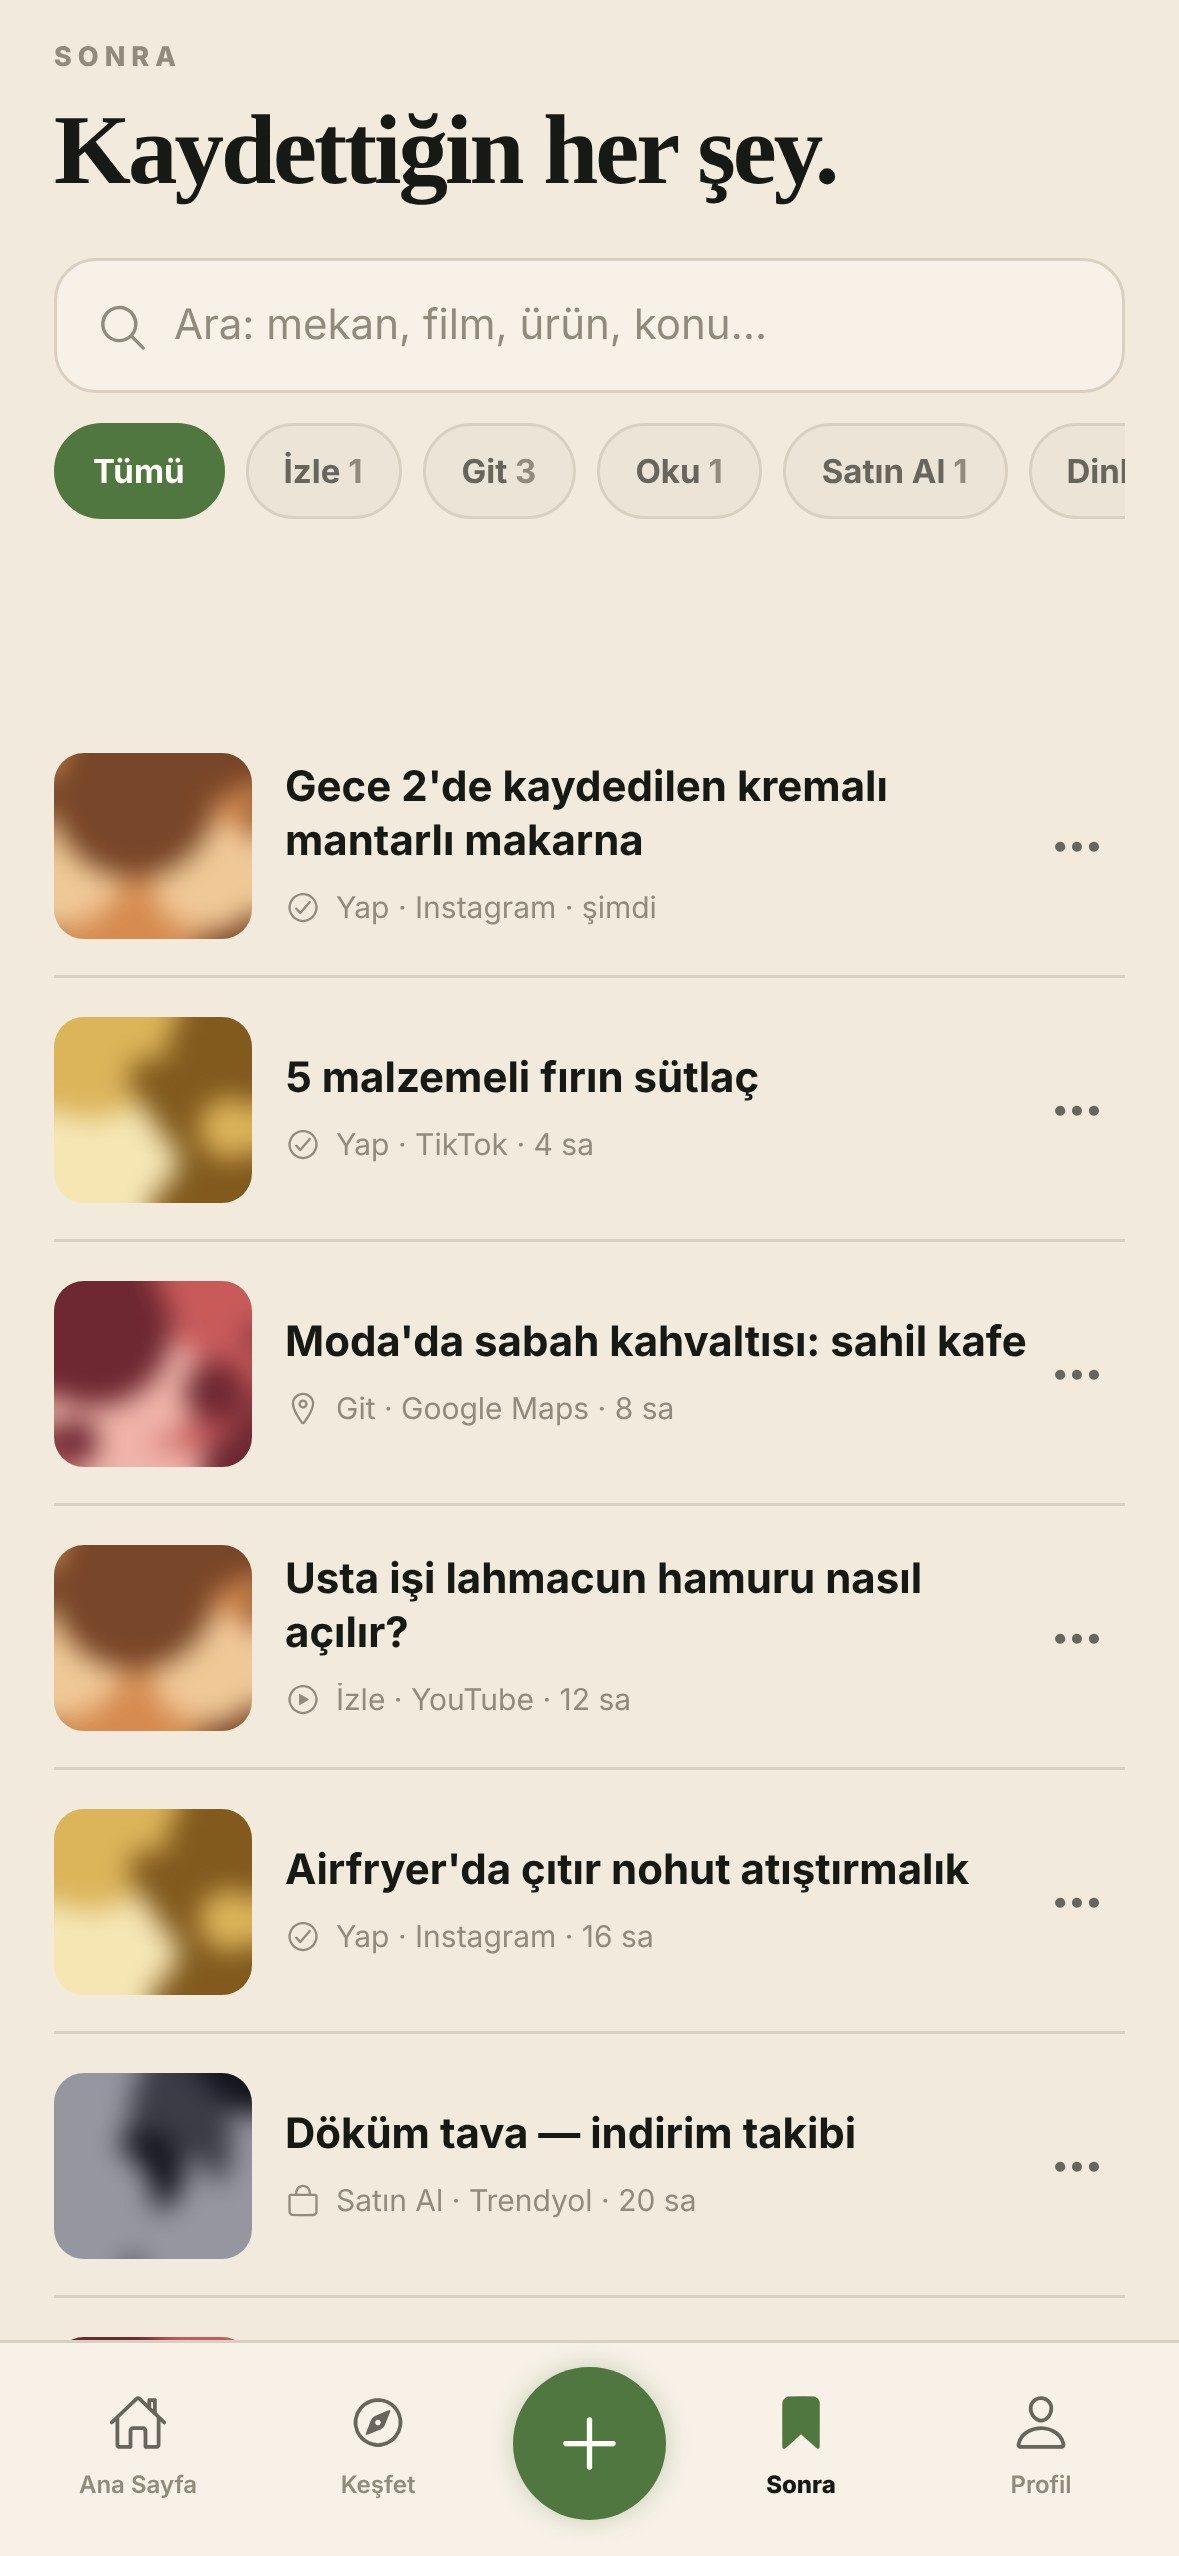 SONRA
Kaydettiğin her şey.
Ara: mekan, film, ürün, konu...
Tümü İzle 1 Git 3 Oku 1 Satın Al 1 Dinl
Gece 2'de kaydedilen kremalı
mantarlı makarna
Yap · Instagram · şimdi
5 malzemeli fırın sütlaç
Yap · TikTok · 4 sa
Moda'da sabah kahvaltısı: sahil kafe
Git · Google Maps · 8 sa
Usta işi lahmacun hamuru nasıl
açılır?
İzle · YouTube · 12 sa
Airfryer'da çıtır nohut atıştırmalık
Yap · Instagram · 16 sa
Döküm tava — indirim takibi
Satın Al · Trendyol · 20 sa
Ana Sayfa Keşfet Sonra Profil